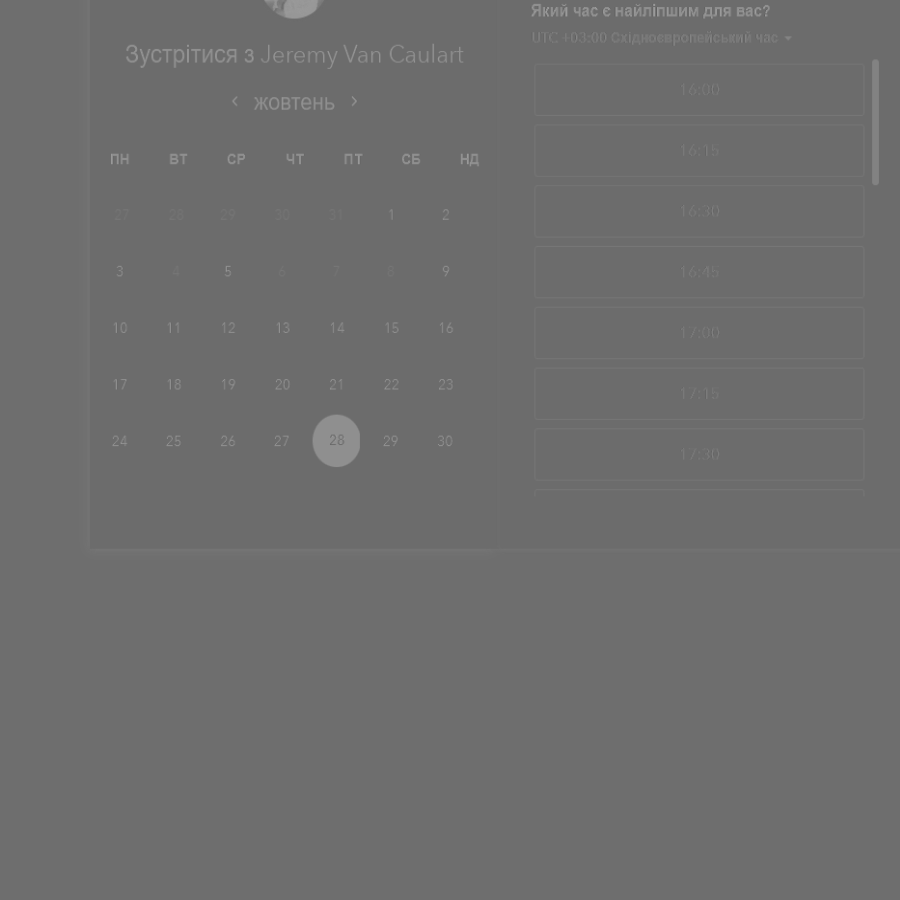 Зустрітися з Jeremy Van Caulart
‹ жовтень ›
ПН ВТ СР ЧТ ПТ СБ НД
27 28 29 30 31 1 2
3 4 5 6 7 8 9
10 11 12 13 14 15 16
17 18 19 20 21 22 23
24 25 26 27 28 29 30
Який час є найліпшим для вас?
UTC +03:00 Східноєвропейський час
16:00
16:15
16:30
16:45
17:00
17:15
17:30